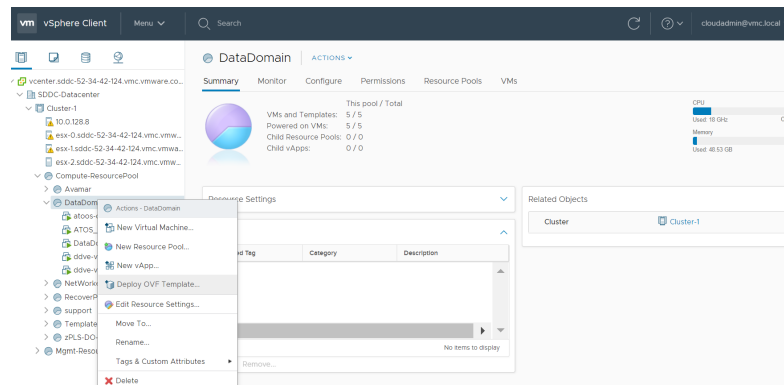 vm vSphere Client Menu Search cloudadmin@vmc.local
DataDomain ACTIONS
Summary Monitor Configure Permissions Resource Pools VMs
vcenter.sddc-52-34-42-124.vmc.vmware.co...
SDDC-Datacenter
Cluster-1
10.0.128.8
esx-0.sddc-52-34-42-124.vmc.vmw...
esx-1.sddc-52-34-42-124.vmc.vmwa...
esx-2.sddc-52-34-42-124.vmc.vmw...
Compute-ResourcePool
Avamar
DataDom
atoos-
ATOS_
DataD
ddve-v
ddve-v
NetWork
RecoverP
support
Template
zPLS-DO-
Mgmt-Resou
This pool / Total
VMs and Templates: 5 / 5
Powered on VMs: 5 / 5
Child Resource Pools: 0 / 0
Child vApps: 0 / 0
CPU
Used: 18 GHz
Memory
Used: 48.53 GB
Resource Settings
Related Objects
Cluster Cluster-1
ed Tag Category Description
No items to display
Remove...
Actions - DataDomain
New Virtual Machine...
New Resource Pool...
New vApp...
Deploy OVF Template...
Edit Resource Settings...
Move To...
Rename...
Tags & Custom Attributes
Delete